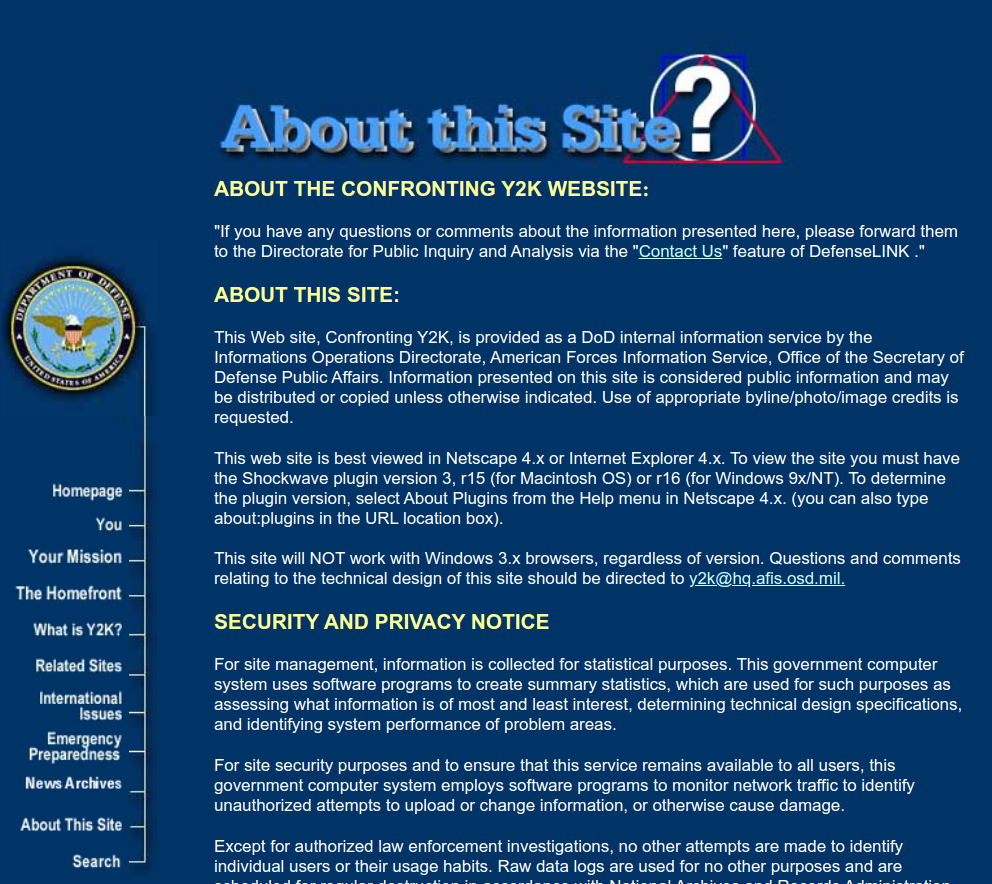 About this Site?
ABOUT THE CONFRONTING Y2K WEBSITE:
"If you have any questions or comments about the information presented here, please forward them
to the Directorate for Public Inquiry and Analysis via the "Contact Us" feature of DefenseLINK ."
ABOUT THIS SITE:
This Web site, Confronting Y2K, is provided as a DoD internal information service by the
Informations Operations Directorate, American Forces Information Service, Office of the Secretary of
Defense Public Affairs. Information presented on this site is considered public information and may
be distributed or copied unless otherwise indicated. Use of appropriate byline/photo/image credits is
requested.
This web site is best viewed in Netscape 4.x or Internet Explorer 4.x. To view the site you must have
the Shockwave plugin version 3, r15 (for Macintosh OS) or r16 (for Windows 9x/NT). To determine
the plugin version, select About Plugins from the Help menu in Netscape 4.x. (you can also type
about:plugins in the URL location box).
This site will NOT work with Windows 3.x browsers, regardless of version. Questions and comments
relating to the technical design of this site should be directed to y2k@hq.afis.osd.mil.
SECURITY AND PRIVACY NOTICE
For site management, information is collected for statistical purposes. This government computer
system uses software programs to create summary statistics, which are used for such purposes as
assessing what information is of most and least interest, determining technical design specifications,
and identifying system performance of problem areas.
For site security purposes and to ensure that this service remains available to all users, this
government computer system employs software programs to monitor network traffic to identify
unauthorized attempts to upload or change information, or otherwise cause damage.
Except for authorized law enforcement investigations, no other attempts are made to identify
individual users or their usage habits. Raw data logs are used for no other purposes and are
scheduled for regular destruction in accordance with National Archives and Records Administration
DEPARTMENT OF DEFENSE
UNITED STATES OF AMERICA
Homepage
You
Your Mission
The Homefront
What is Y2K?
Related Sites
International
Issues
Emergency
Preparedness
News Archives
About This Site
Search